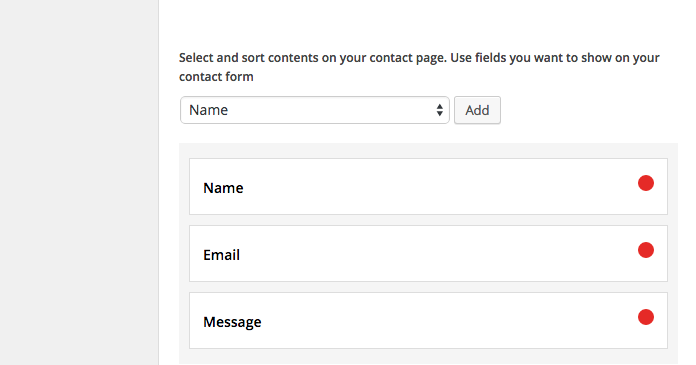 Select and sort contents on your contact page. Use fields you want to show on your
contact form
Name
Add
Name
Email
Message